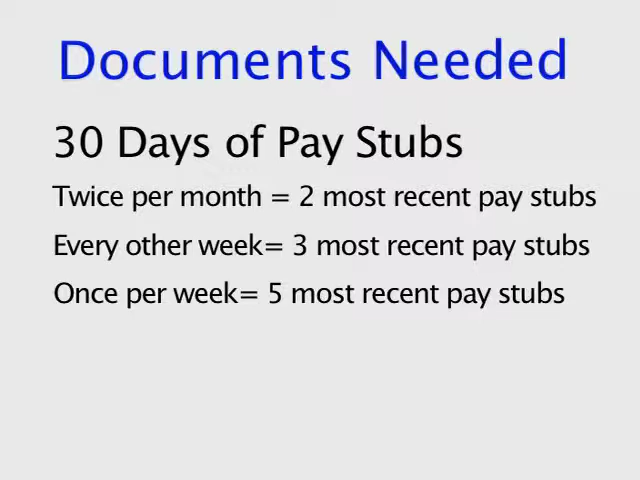 Documents Needed
30 Days of Pay Stubs
Twice per month = 2 most recent pay stubs
Every other week= 3 most recent pay stubs
Once per week= 5 most recent pay stubs